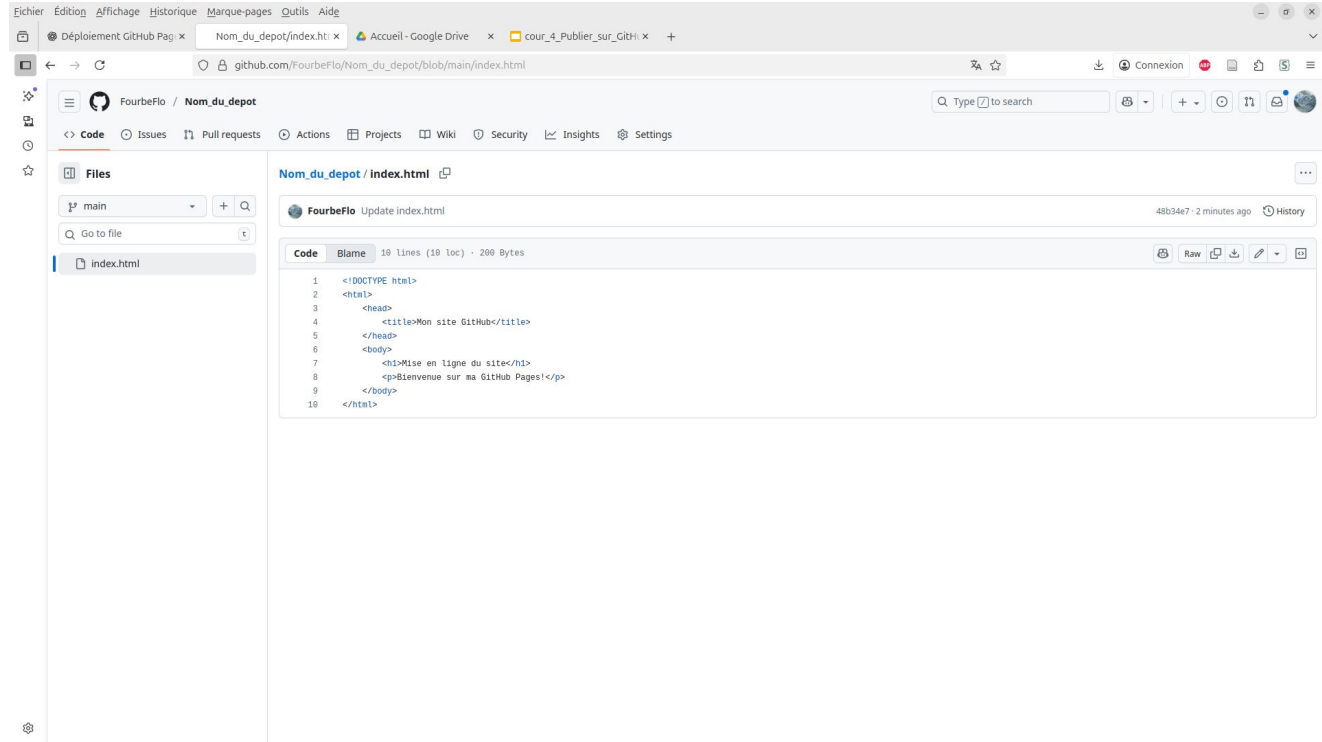 Fichier Édition Affichage Historique Marque-pages Outils Aide
Déploiement GitHub Pag Nom_du_depot/index.ht Accueil - Google Drive cour_4_Publier_sur_GitH
github.com/FourbeFlo/Nom_du_depot/blob/main/index.html Connexion ABP S
FourbeFlo / Nom_du_depot Type / to search
<> Code Issues Pull requests Actions Projects Wiki Security Insights Settings
Files
Nom_du_depot / index.html
main
FourbeFlo Update index.html 48b34e7 · 2 minutes ago History
Go to file t
Code Blame 10 lines (10 loc) · 200 Bytes Raw
index.html
1 <!DOCTYPE html>
2 <html>
3 <head>
4 <title>Mon site GitHub</title>
5 </head>
6 <body>
7 <h1>Mise en ligne du site</h1>
8 <p>Bienvenue sur ma GitHub Pages!</p>
9 </body>
10 </html>